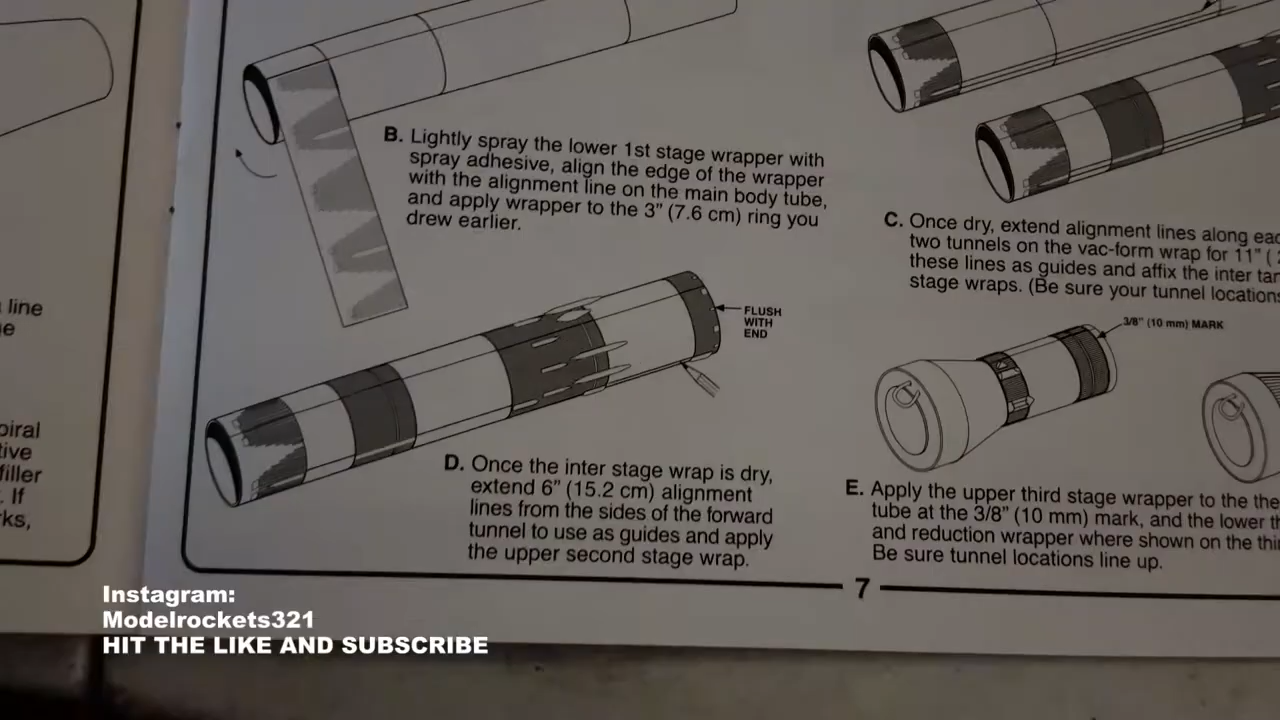 line
piral
tive
filler
. If
rks,
B. Lightly spray the lower 1st stage wrapper with
spray adhesive, align the edge of the wrapper
with the alignment line on the main body tube,
and apply wrapper to the 3” (7.6 cm) ring you
drew earlier.
FLUSH
WITH
END
D. Once the inter stage wrap is dry,
extend 6” (15.2 cm) alignment
lines from the sides of the forward
tunnel to use as guides and apply
the upper second stage wrap.
C. Once dry, extend alignment lines along eac
two tunnels on the vac-form wrap for 11” (
these lines as guides and affix the inter tan
stage wraps. (Be sure your tunnel locations
3/8” (10 mm) MARK
E. Apply the upper third stage wrapper to the the
tube at the 3/8” (10 mm) mark, and the lower th
and reduction wrapper where shown on the thi
Be sure tunnel locations line up.
7
Instagram:
Modelrockets321
HIT THE LIKE AND SUBSCRIBE